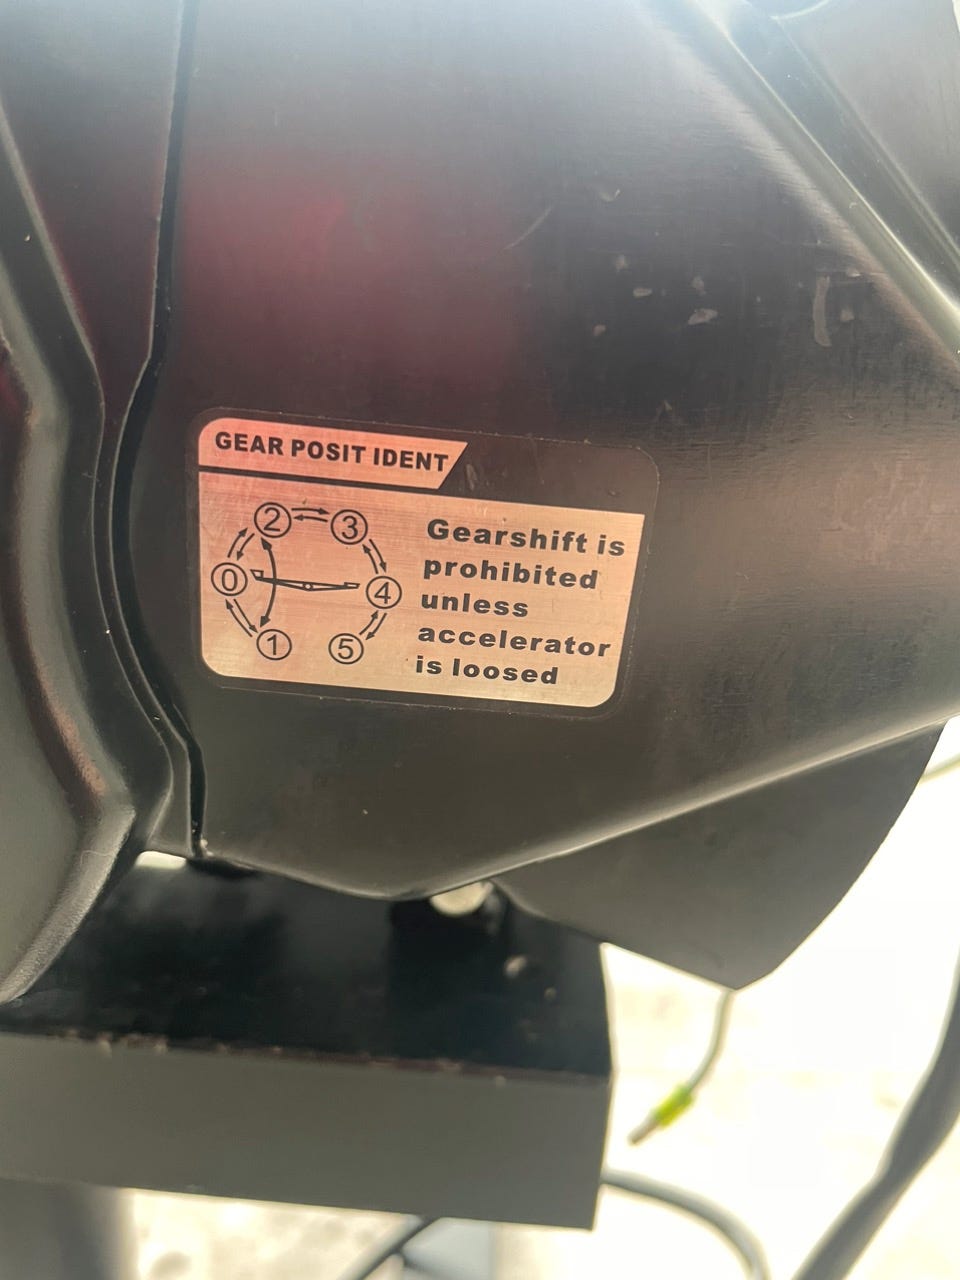 GEAR POSIT IDENT
2 3
0 4
1 5
Gearshift is
prohibited
unless
accelerator
is loosed